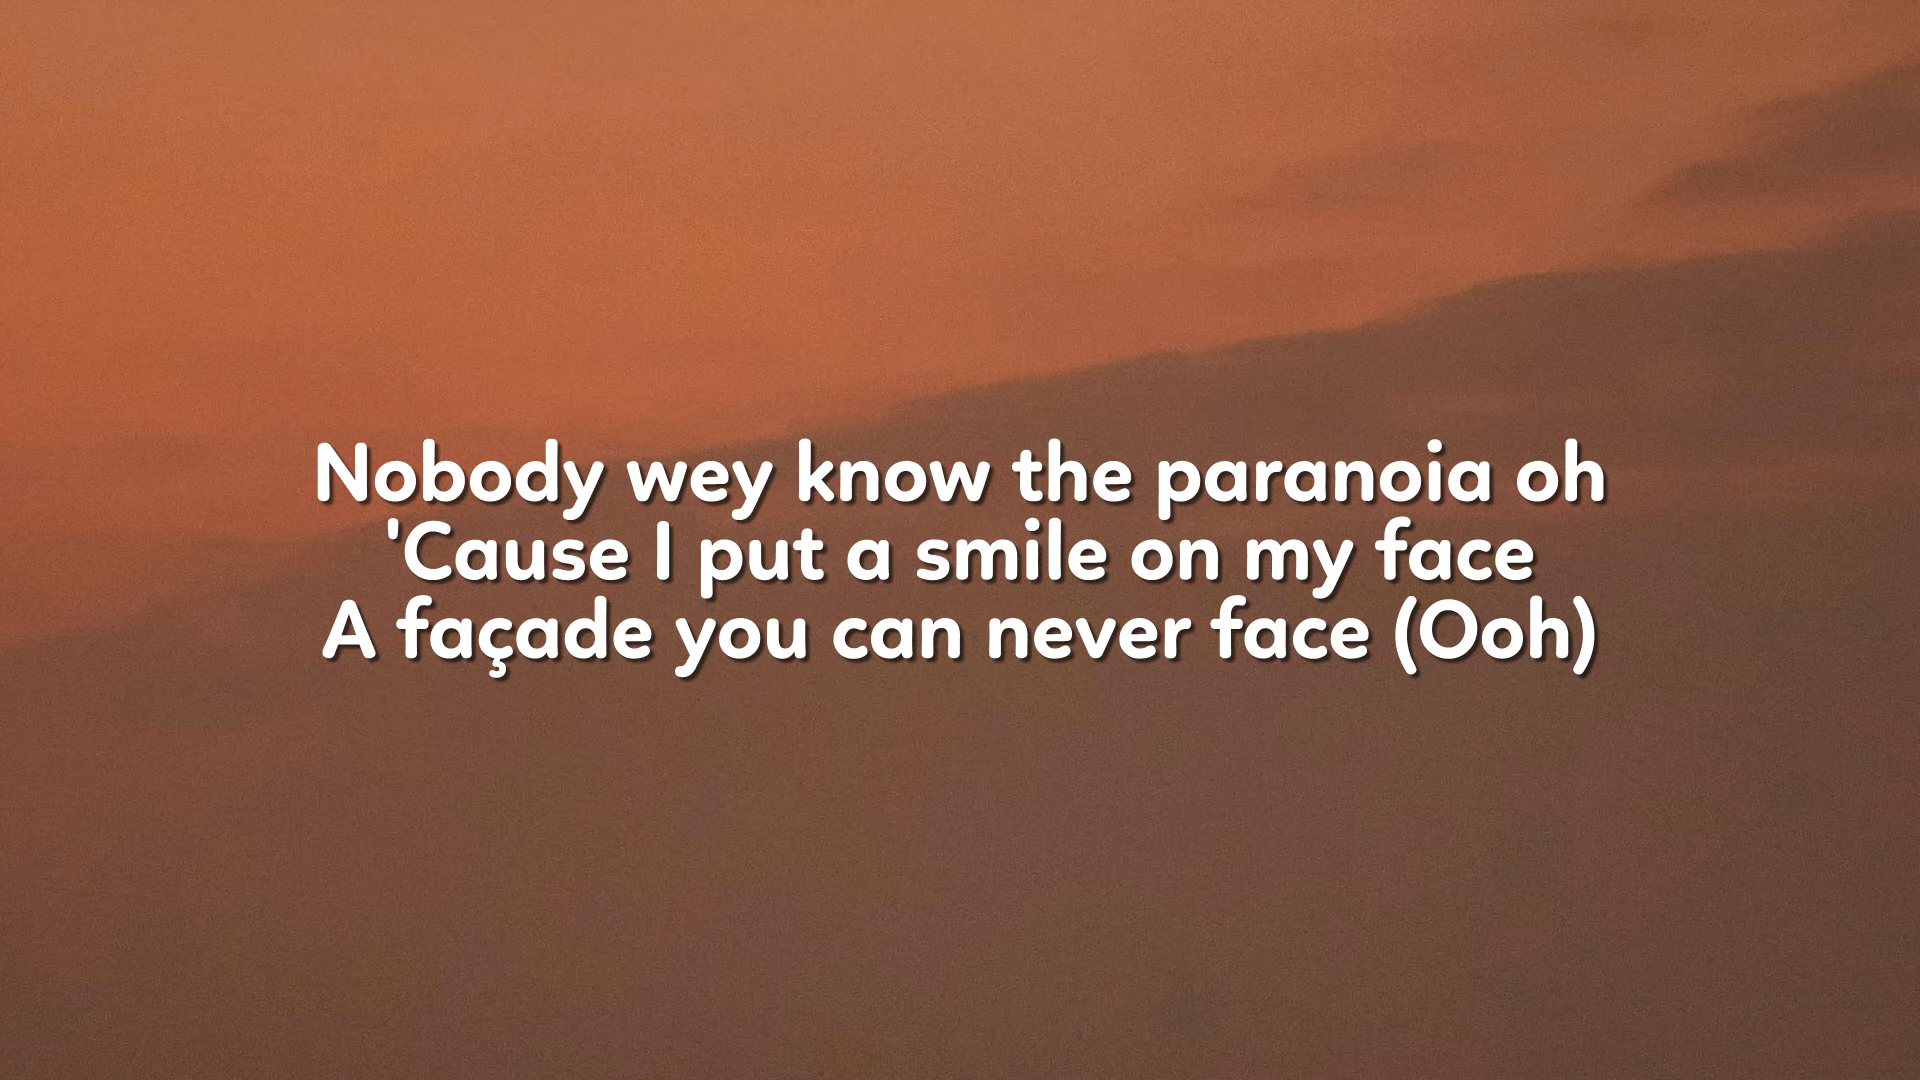 Nobody wey know the paranoia oh
'Cause I put a smile on my face
A façade you can never face (Ooh)